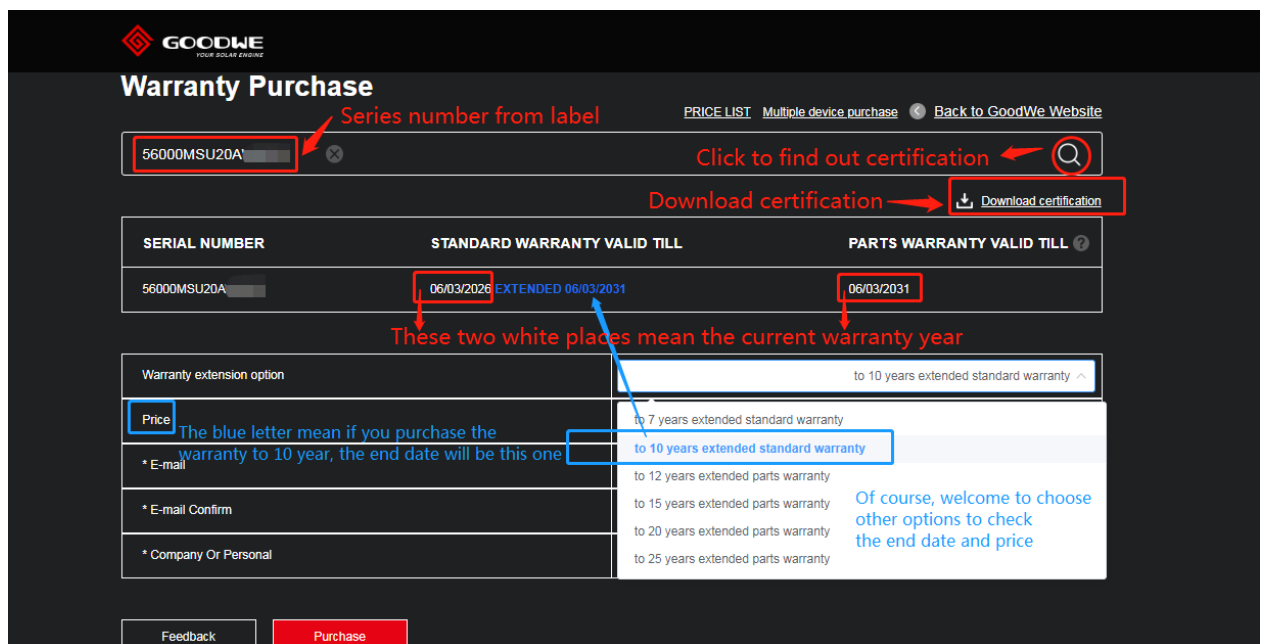 GOODWE
YOUR SOLAR ENGINE
Warranty Purchase
Series number from label
PRICE LIST Multiple device purchase Back to GoodWe Website
56000MSU20A
Click to find out certification
Download certification
Download certification
SERIAL NUMBER STANDARD WARRANTY VALID TILL PARTS WARRANTY VALID TILL ?
56000MSU20A 06/03/2026 EXTENDED 06/03/2031 06/03/2031
These two white places mean the current warranty year
Warranty extension option to 10 years extended standard warranty
Price
The blue letter mean if you purchase the
warranty to 10 year, the end date will be this one
to 7 years extended standard warranty
to 10 years extended standard warranty
to 12 years extended parts warranty
to 15 years extended parts warranty
to 20 years extended parts warranty
to 25 years extended parts warranty
Of course, welcome to choose
other options to check
the end date and price
* E-mail
* E-mail Confirm
* Company Or Personal
Feedback Purchase